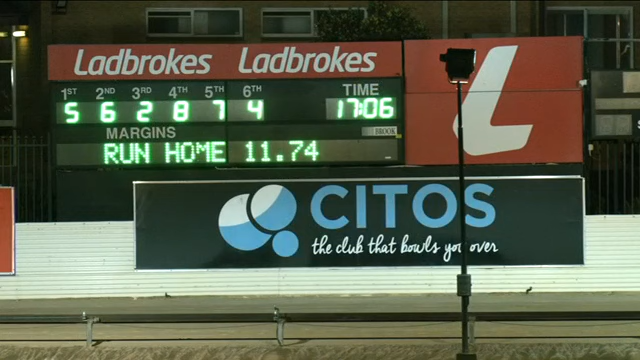 Ladbrokes Ladbrokes
1ST 2ND 3RD 4TH 5TH 6TH TIME
5 6 2 8 7 4 17:06
MARGINS BROOK
RUN HOME 11.74
L
CITOS
the club that bowls you over